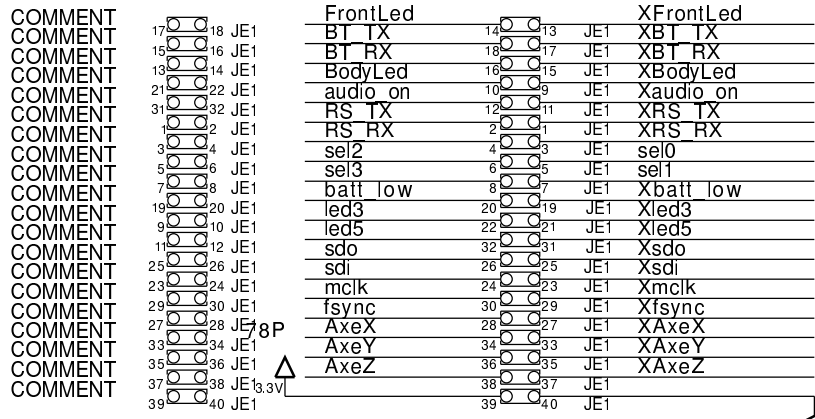 COMMENT FrontLed XFrontLed
17 18 JE1 14 13 JE1
COMMENT BT_TX XBT_TX
15 16 JE1 18 17 JE1
COMMENT BT_RX XBT_RX
13 14 JE1 16 15 JE1
COMMENT BodyLed XBodyLed
21 22 JE1 10 9 JE1
COMMENT audio_on Xaudio_on
31 32 JE1 12 11 JE1
COMMENT RS_TX XRS_TX
1 2 JE1 2 1 JE1
COMMENT RS_RX XRS_RX
3 4 JE1 4 3 JE1
COMMENT sel2 sel0
5 6 JE1 6 5 JE1
COMMENT sel3 sel1
7 8 JE1 8 7 JE1
COMMENT batt_low Xbatt_low
19 20 JE1 20 19 JE1
COMMENT led3 Xled3
9 10 JE1 22 21 JE1
COMMENT led5 Xled5
11 12 JE1 32 31 JE1
COMMENT sdo Xsdo
25 26 JE1 26 25 JE1
COMMENT sdi Xsdi
23 24 JE1 24 23 JE1
COMMENT mclk Xmclk
29 30 JE1 30 29 JE1
COMMENT fsync Xfsync
27 28 JE1 78P 28 27 JE1
COMMENT AxeX XAxeX
33 34 JE1 34 33 JE1
COMMENT AxeY XAxeY
35 36 JE1 36 35 JE1
COMMENT AxeZ XAxeZ
37 38 JE1 3.3V 38 37 JE1
COMMENT
39 40 JE1 39 40 JE1